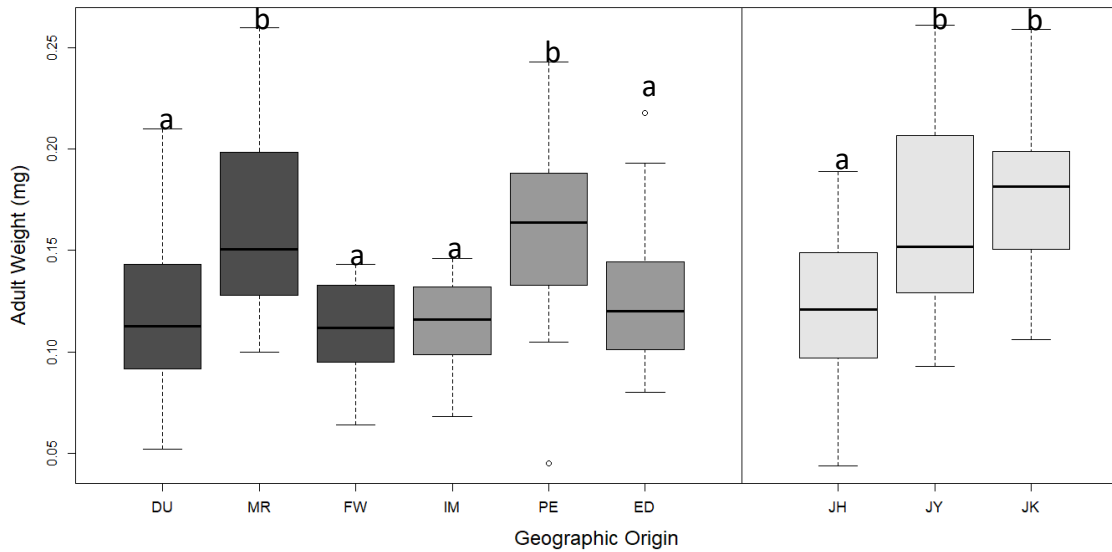 Adult Weight (mg)
0.25
0.20
0.15
0.10
0.05
a
b
a
a
b
a
a
b
b
DU MR FW IM PE ED JH JY JK
Geographic Origin